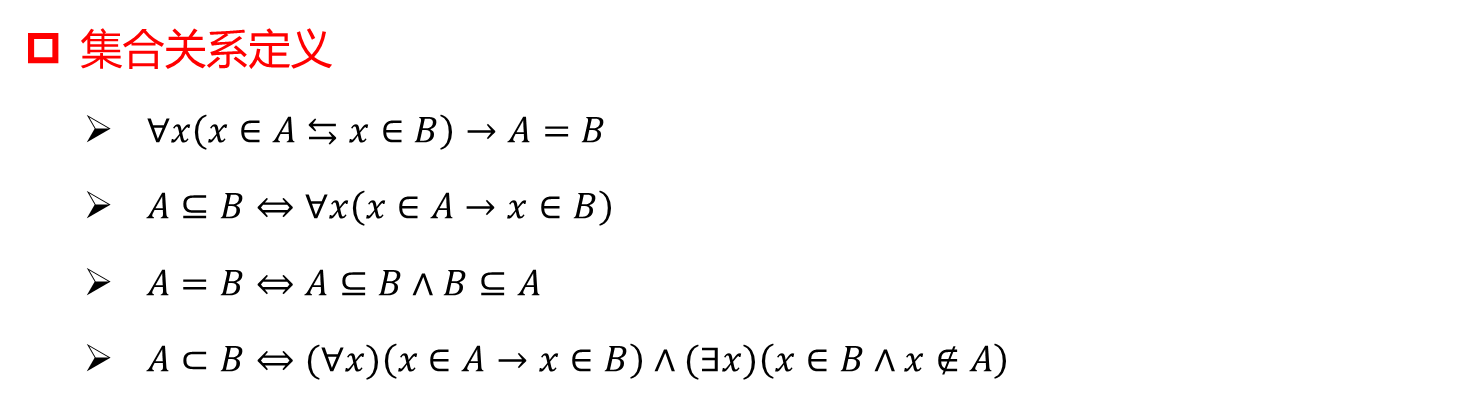 集合关系定义
∀x(x ∈ A ⇆ x ∈ B) → A = B
A ⊆ B ⇔ ∀x(x ∈ A → x ∈ B)
A = B ⇔ A ⊆ B ∧ B ⊆ A
A ⊂ B ⇔ (∀x)(x ∈ A → x ∈ B) ∧ (∃x)(x ∈ B ∧ x ∉ A)